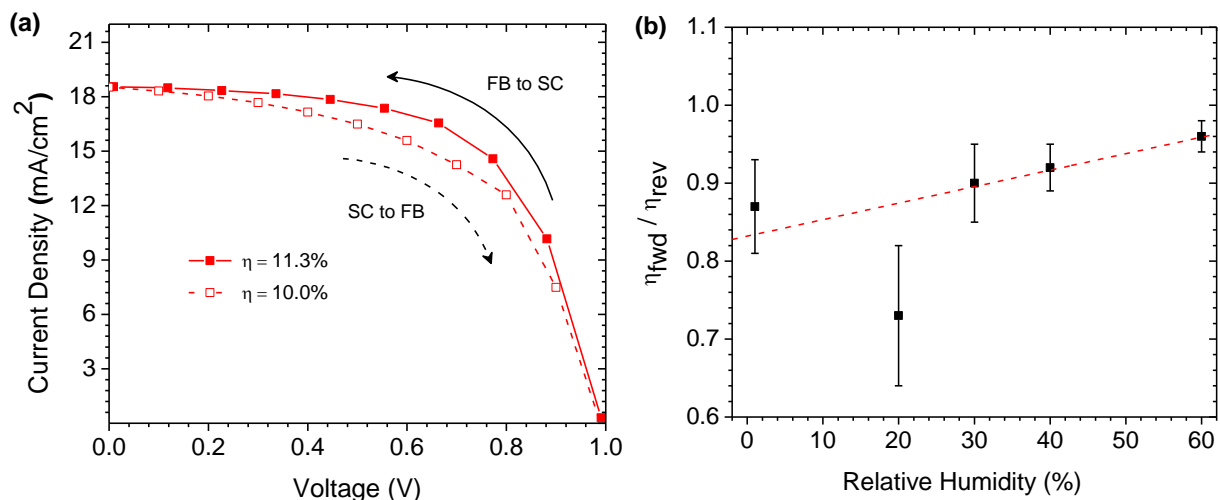 (a)
21
18
15
12
9
6
3
Current Density (mA/cm²)
FB to SC
SC to FB
η = 11.3%
η = 10.0%
0.0 0.2 0.4 0.6 0.8 1.0
Voltage (V)
(b)
1.1
1.0
0.9
0.8
0.7
0.6
ηfwd / ηrev
0 10 20 30 40 50 60
Relative Humidity (%)